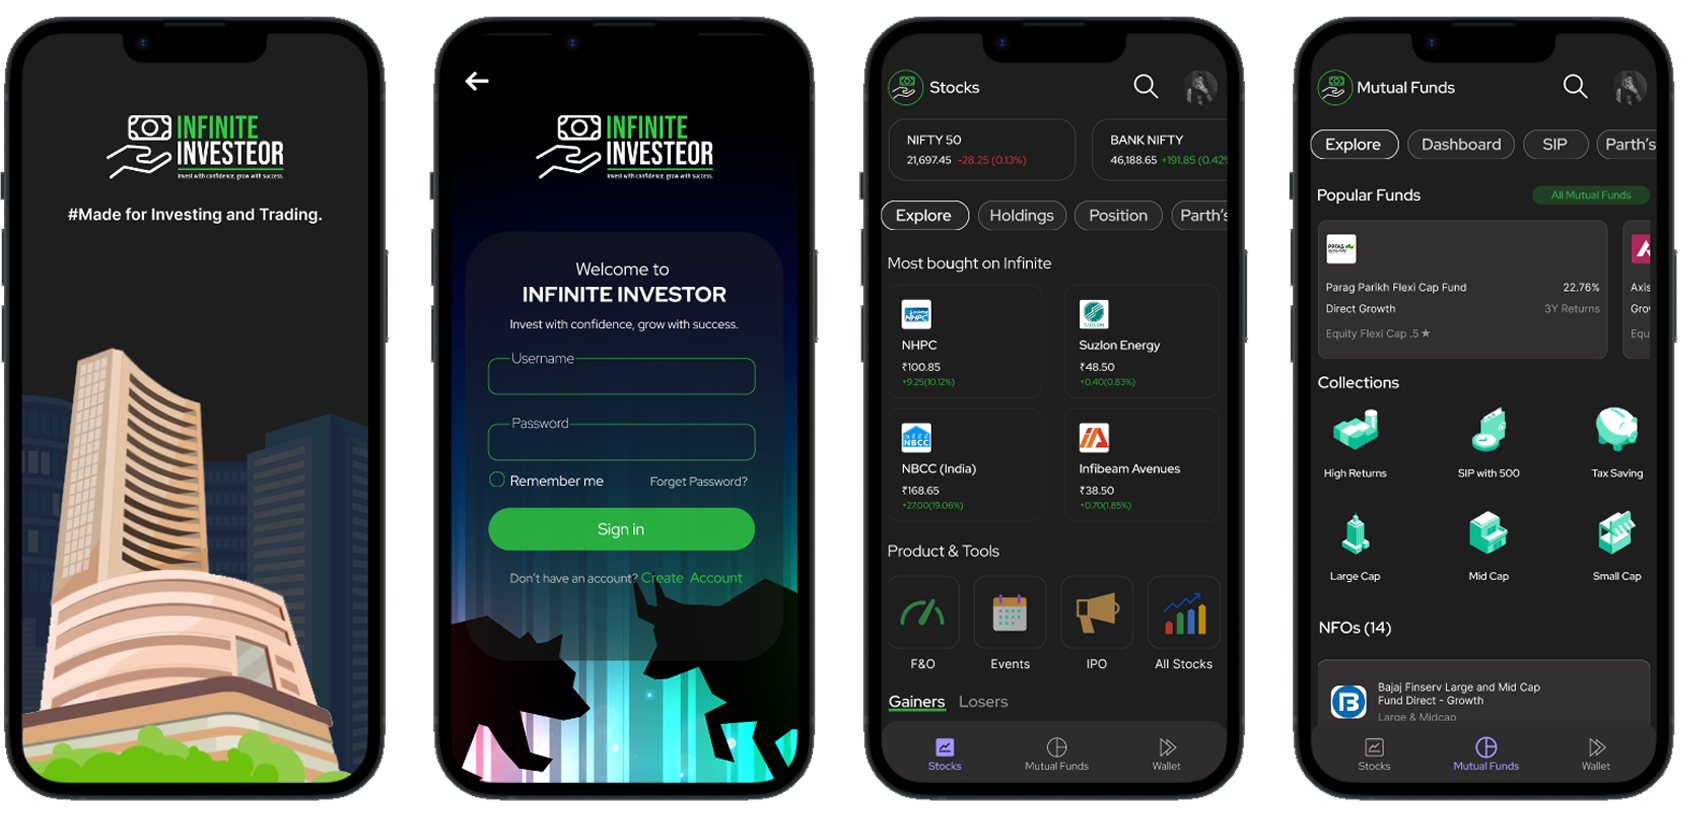 INFINITE
INVESTEOR
Invest with confidence, grow with success.
#Made for Investing and Trading.
INFINITE
INVESTEOR
Invest with confidence, grow with success.
Welcome to
INFINITE INVESTOR
Invest with confidence, grow with success.
Username
Password
Remember me
Forget Password?
Sign in
Don't have an account? Create Account
Stocks
NIFTY 50
21,697.45 -28.25 (0.13%)
BANK NIFTY
46,188.65 +191.85 (0.42%
Explore
Holdings
Position
Parth's
Most bought on Infinite
NHPC
NHPC
₹100.85
+9.25(10.12%)
SUZLON
Suzlon Energy
₹48.50
+0.40(0.83%)
NBCC
NBCC (India)
₹168.65
+27.00(19.06%)
Infibeam Avenues
₹38.50
+0.70(1.85%)
Product & Tools
F&O
Events
IPO
All Stocks
Gainers
Losers
Stocks
Mutual Funds
Wallet
Mutual Funds
Explore
Dashboard
SIP
Parth's
Popular Funds
All Mutual Funds
PPFAS
Parag Parikh Flexi Cap Fund
22.76%
Direct Growth
3Y Returns
Equity Flexi Cap .5★
Axis
Grov
Equ
Collections
High Returns
SIP with 500
Tax Saving
Large Cap
Mid Cap
Small Cap
NFOs (14)
Bajaj Finserv Large and Mid Cap
Fund Direct - Growth
Large & Midcap
Stocks
Mutual Funds
Wallet